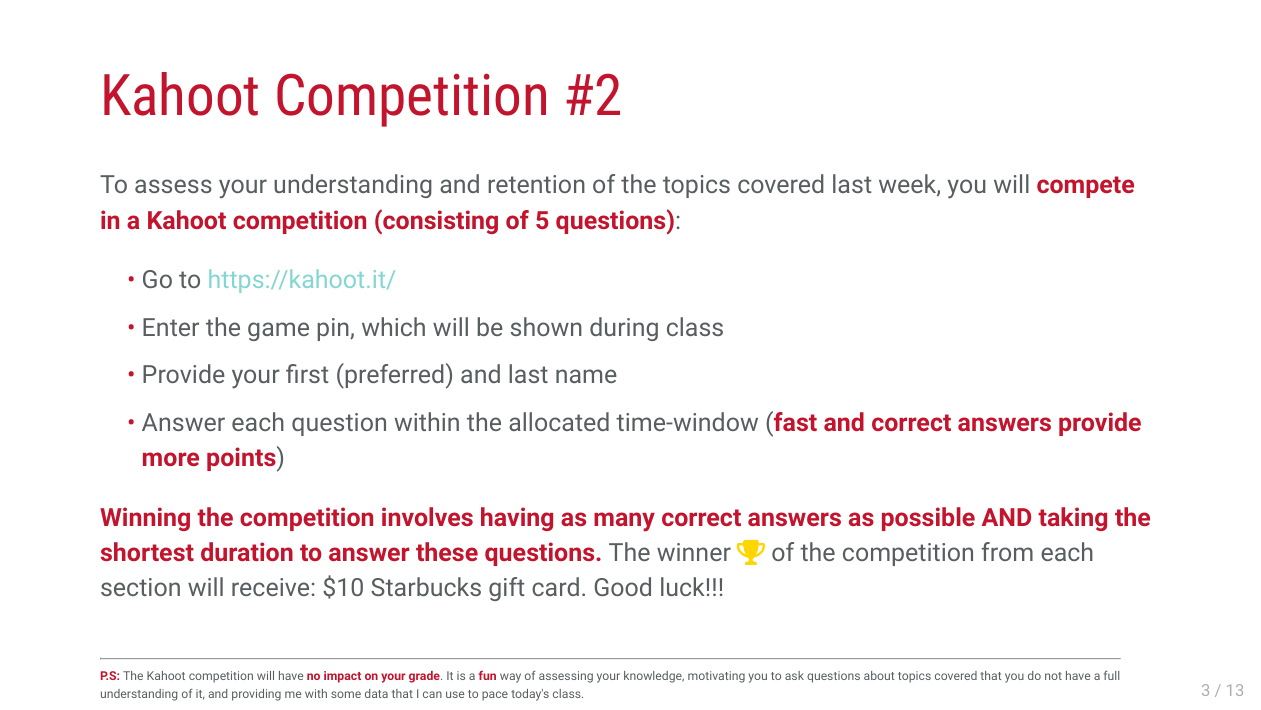 Kahoot Competition #2
To assess your understanding and retention of the topics covered last week, you will compete
in a Kahoot competition (consisting of 5 questions):
• Go to https://kahoot.it/
• Enter the game pin, which will be shown during class
• Provide your first (preferred) and last name
• Answer each question within the allocated time-window (fast and correct answers provide
more points)
Winning the competition involves having as many correct answers as possible AND taking the
shortest duration to answer these questions. The winner 🏆 of the competition from each
section will receive: $10 Starbucks gift card. Good luck!!!
P.S: The Kahoot competition will have no impact on your grade. It is a fun way of assessing your knowledge, motivating you to ask questions about topics covered that you do not have a full
understanding of it, and providing me with some data that I can use to pace today's class.
3 / 13